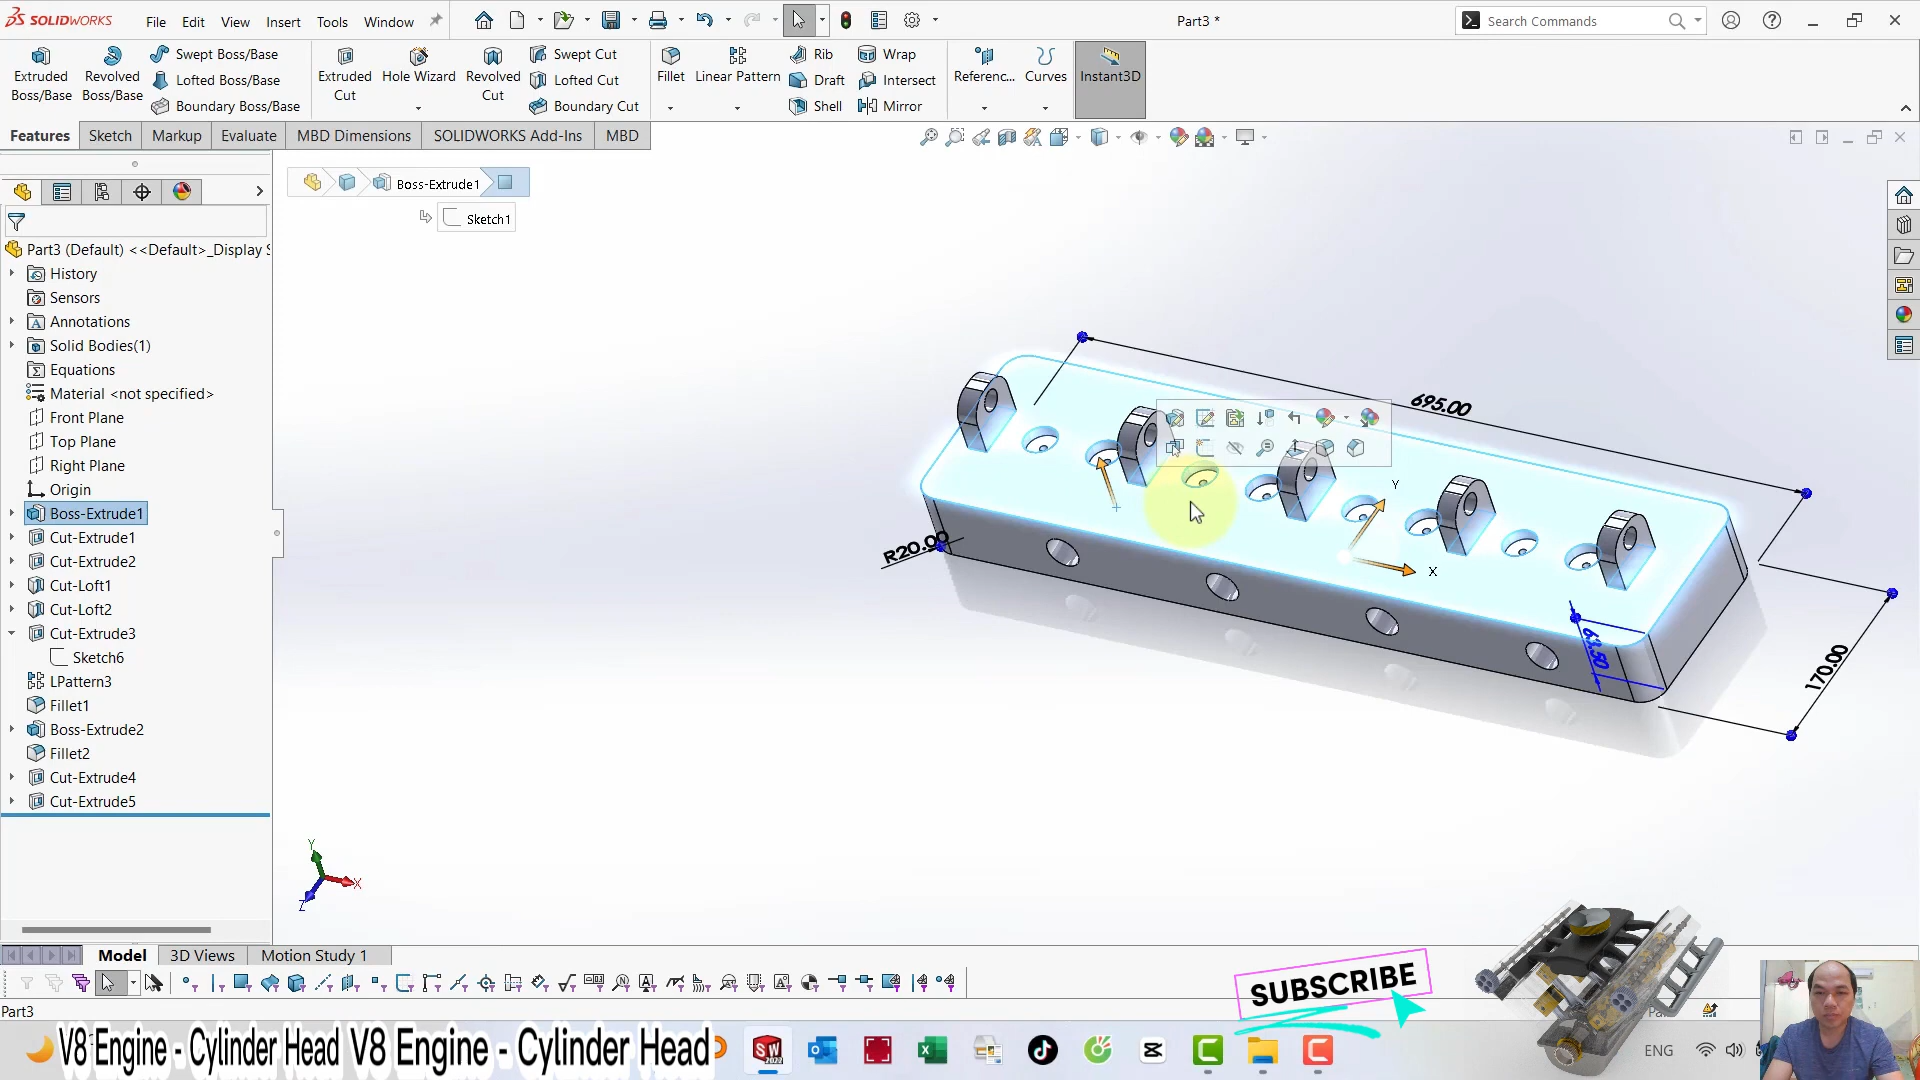 SOLIDWORKS File Edit View Insert Tools Window Part3 * Search Commands
Extruded Boss/Base Revolved Boss/Base Swept Boss/Base Lofted Boss/Base Boundary Boss/Base
Extruded Cut Hole Wizard Revolved Cut Swept Cut Lofted Cut Boundary Cut
Fillet Linear Pattern Rib Draft Shell Wrap Intersect Mirror Referenc... Curves Instant3D
Features Sketch Markup Evaluate MBD Dimensions SOLIDWORKS Add-Ins MBD
Boss-Extrude1
Sketch1
Part3 (Default) <<Default>_Display S
History
Sensors
Annotations
Solid Bodies(1)
Equations
Material <not specified>
Front Plane
Top Plane
Right Plane
Origin
Boss-Extrude1
Cut-Extrude1
Cut-Extrude2
Cut-Loft1
Cut-Loft2
Cut-Extrude3
Sketch6
LPattern3
Fillet1
Boss-Extrude2
Fillet2
Cut-Extrude4
Cut-Extrude5
695.00
Y
R20.00
X
63.50
170.00
Y
X
Z
Model 3D Views Motion Study 1
SUBSCRIBE
Part3
V8 Engine - Cylinder Head V8 Engine - Cylinder Head
SW
2022
ENG